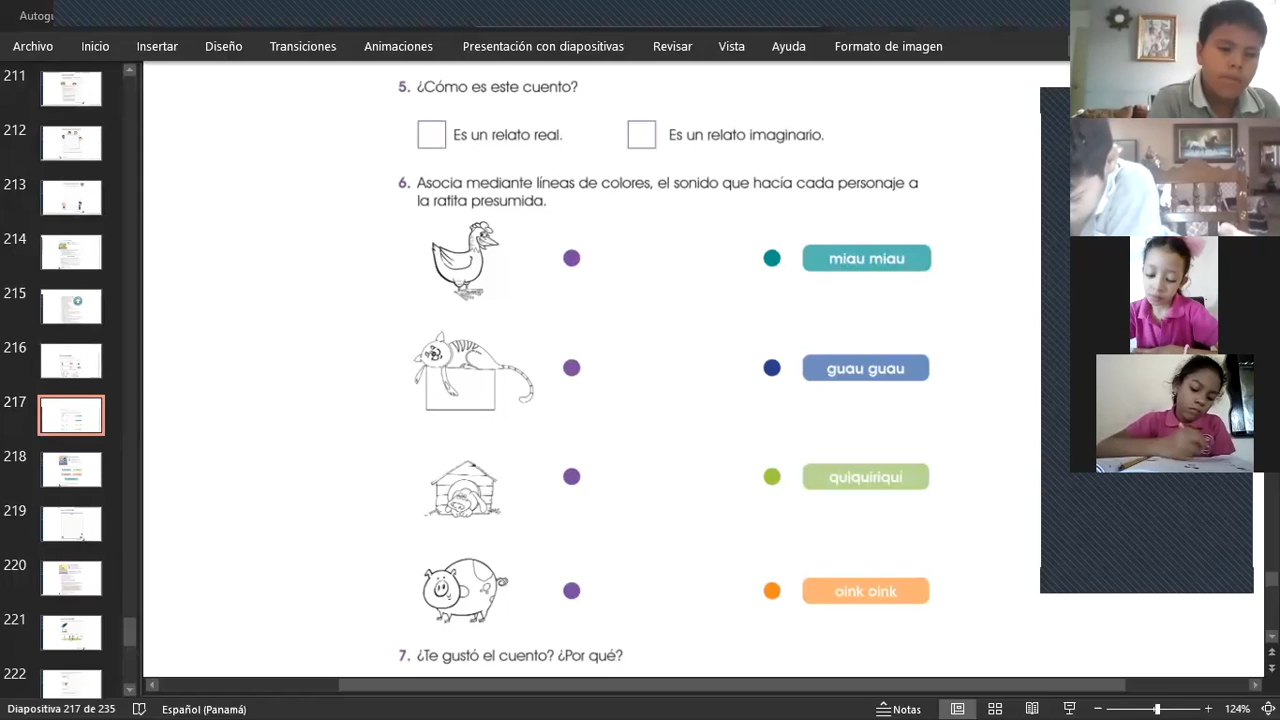 Autogu
Archivo Inicio Insertar Diseño Transiciones Animaciones Presentación con diapositivas Revisar Vista Ayuda Formato de imagen
211
212
213
214
215
216
217
218
219
220
221
222
5. ¿Cómo es este cuento?
Es un relato real. Es un relato imaginario.
6. Asocia mediante líneas de colores, el sonido que hacía cada personaje a
la ratita presumida.
miau miau
guau guau
quiquiriquí
oink oink
7. ¿Te gustó el cuento? ¿Por qué?
Diapositiva 217 de 235 Español (Panamá) Notas 124%